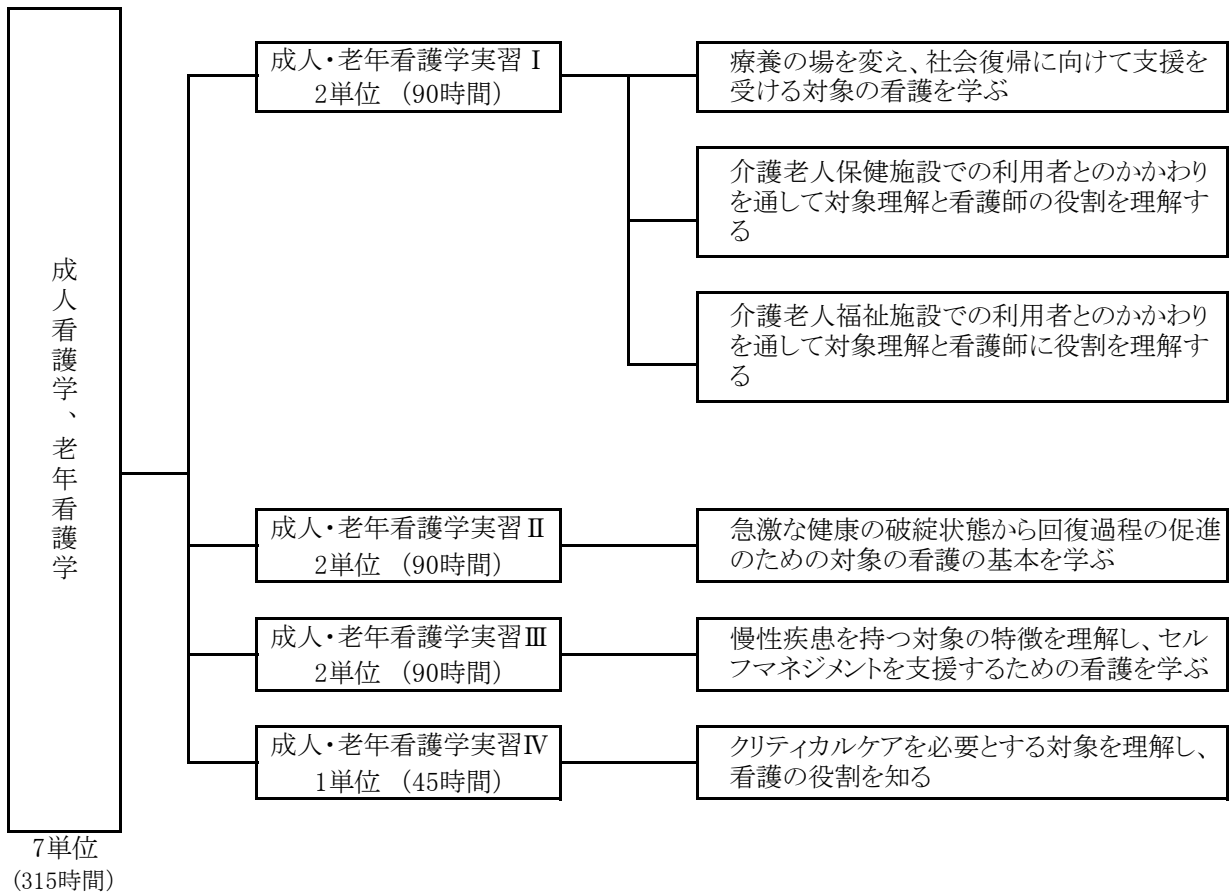 成人看護学、老年看護学
7単位
(315時間)
成人・老年看護学実習Ⅰ
2単位 (90時間)
療養の場を変え、社会復帰に向けて支援を
受ける対象の看護を学ぶ
介護老人保健施設での利用者とのかかわり
を通して対象理解と看護師の役割を理解す
る
介護老人福祉施設での利用者とのかかわり
を通して対象理解と看護師に役割を理解す
る
成人・老年看護学実習Ⅱ
2単位 (90時間)
急激な健康の破綻状態から回復過程の促進
のための対象の看護の基本を学ぶ
成人・老年看護学実習Ⅲ
2単位 (90時間)
慢性疾患を持つ対象の特徴を理解し、セル
フマネジメントを支援するための看護を学ぶ
成人・老年看護学実習Ⅳ
1単位 (45時間)
クリティカルケアを必要とする対象を理解し、
看護の役割を知る